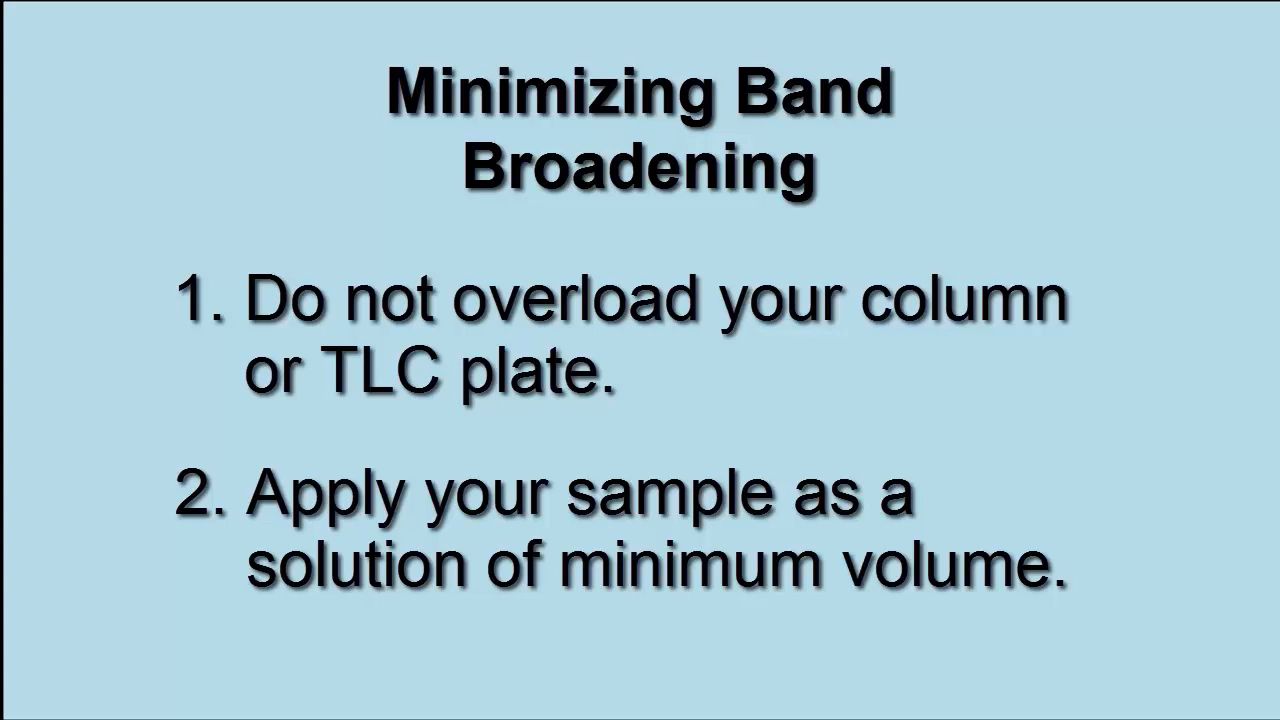 Minimizing Band
Broadening
1. Do not overload your column
or TLC plate.
2. Apply your sample as a
solution of minimum volume.